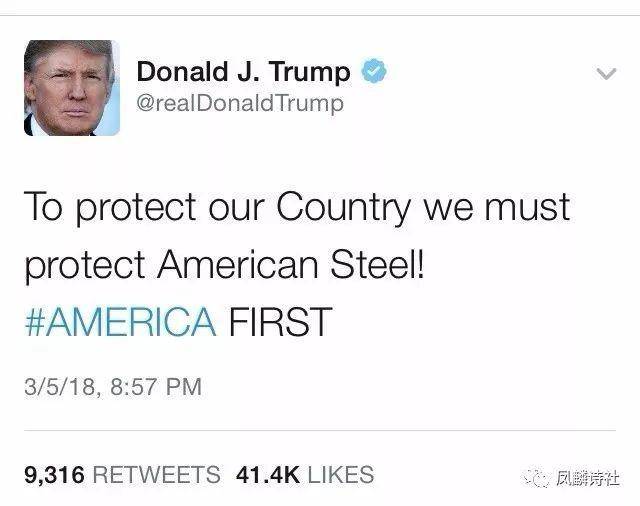 Donald J. Trump
@realDonaldTrump
To protect our Country we must
protect American Steel!
#AMERICA FIRST
3/5/18, 8:57 PM
9,316 RETWEETS 41.4K LIKES
凤麟诗社